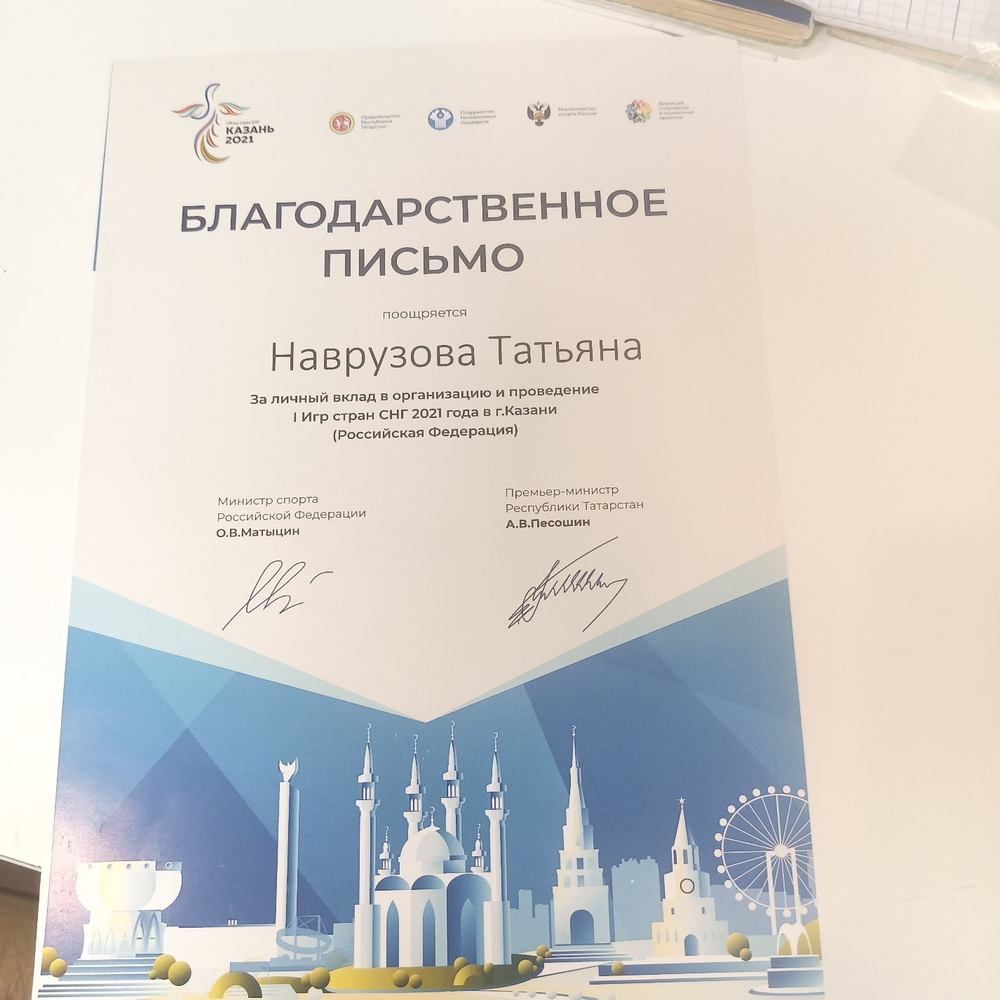 I Игры стран СНГ
КАЗАНЬ
2021
Правительство
Республики
Татарстан
Содружество
Независимых
Государств
Министерство
спорта России
Дирекция
спортивных
и социальных
проектов
БЛАГОДАРСТВЕННОЕ
ПИСЬМО
поощряется
Наврузова Татьяна
За личный вклад в организацию и проведение
I Игр стран СНГ 2021 года в г.Казани
(Российская Федерация)
Министр спорта
Российской Федерации
О.В.Матыцин
Премьер-министр
Республики Татарстан
А.В.Песошин